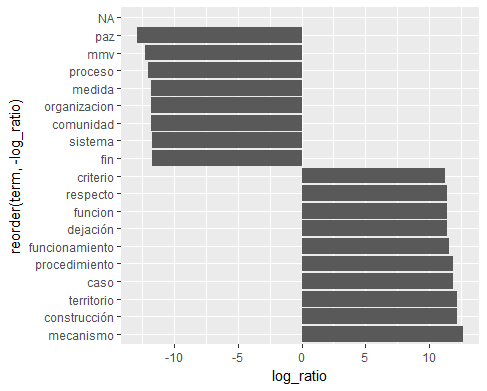 NA
paz
mmv
proceso
medida
organizacion
comunidad
sistema
fin
criterio
respecto
funcion
dejación
funcionamiento
procedimiento
caso
territorio
construcción
mecanismo
reorder(term, -log_ratio)
-10 -5 0 5 10
log_ratio